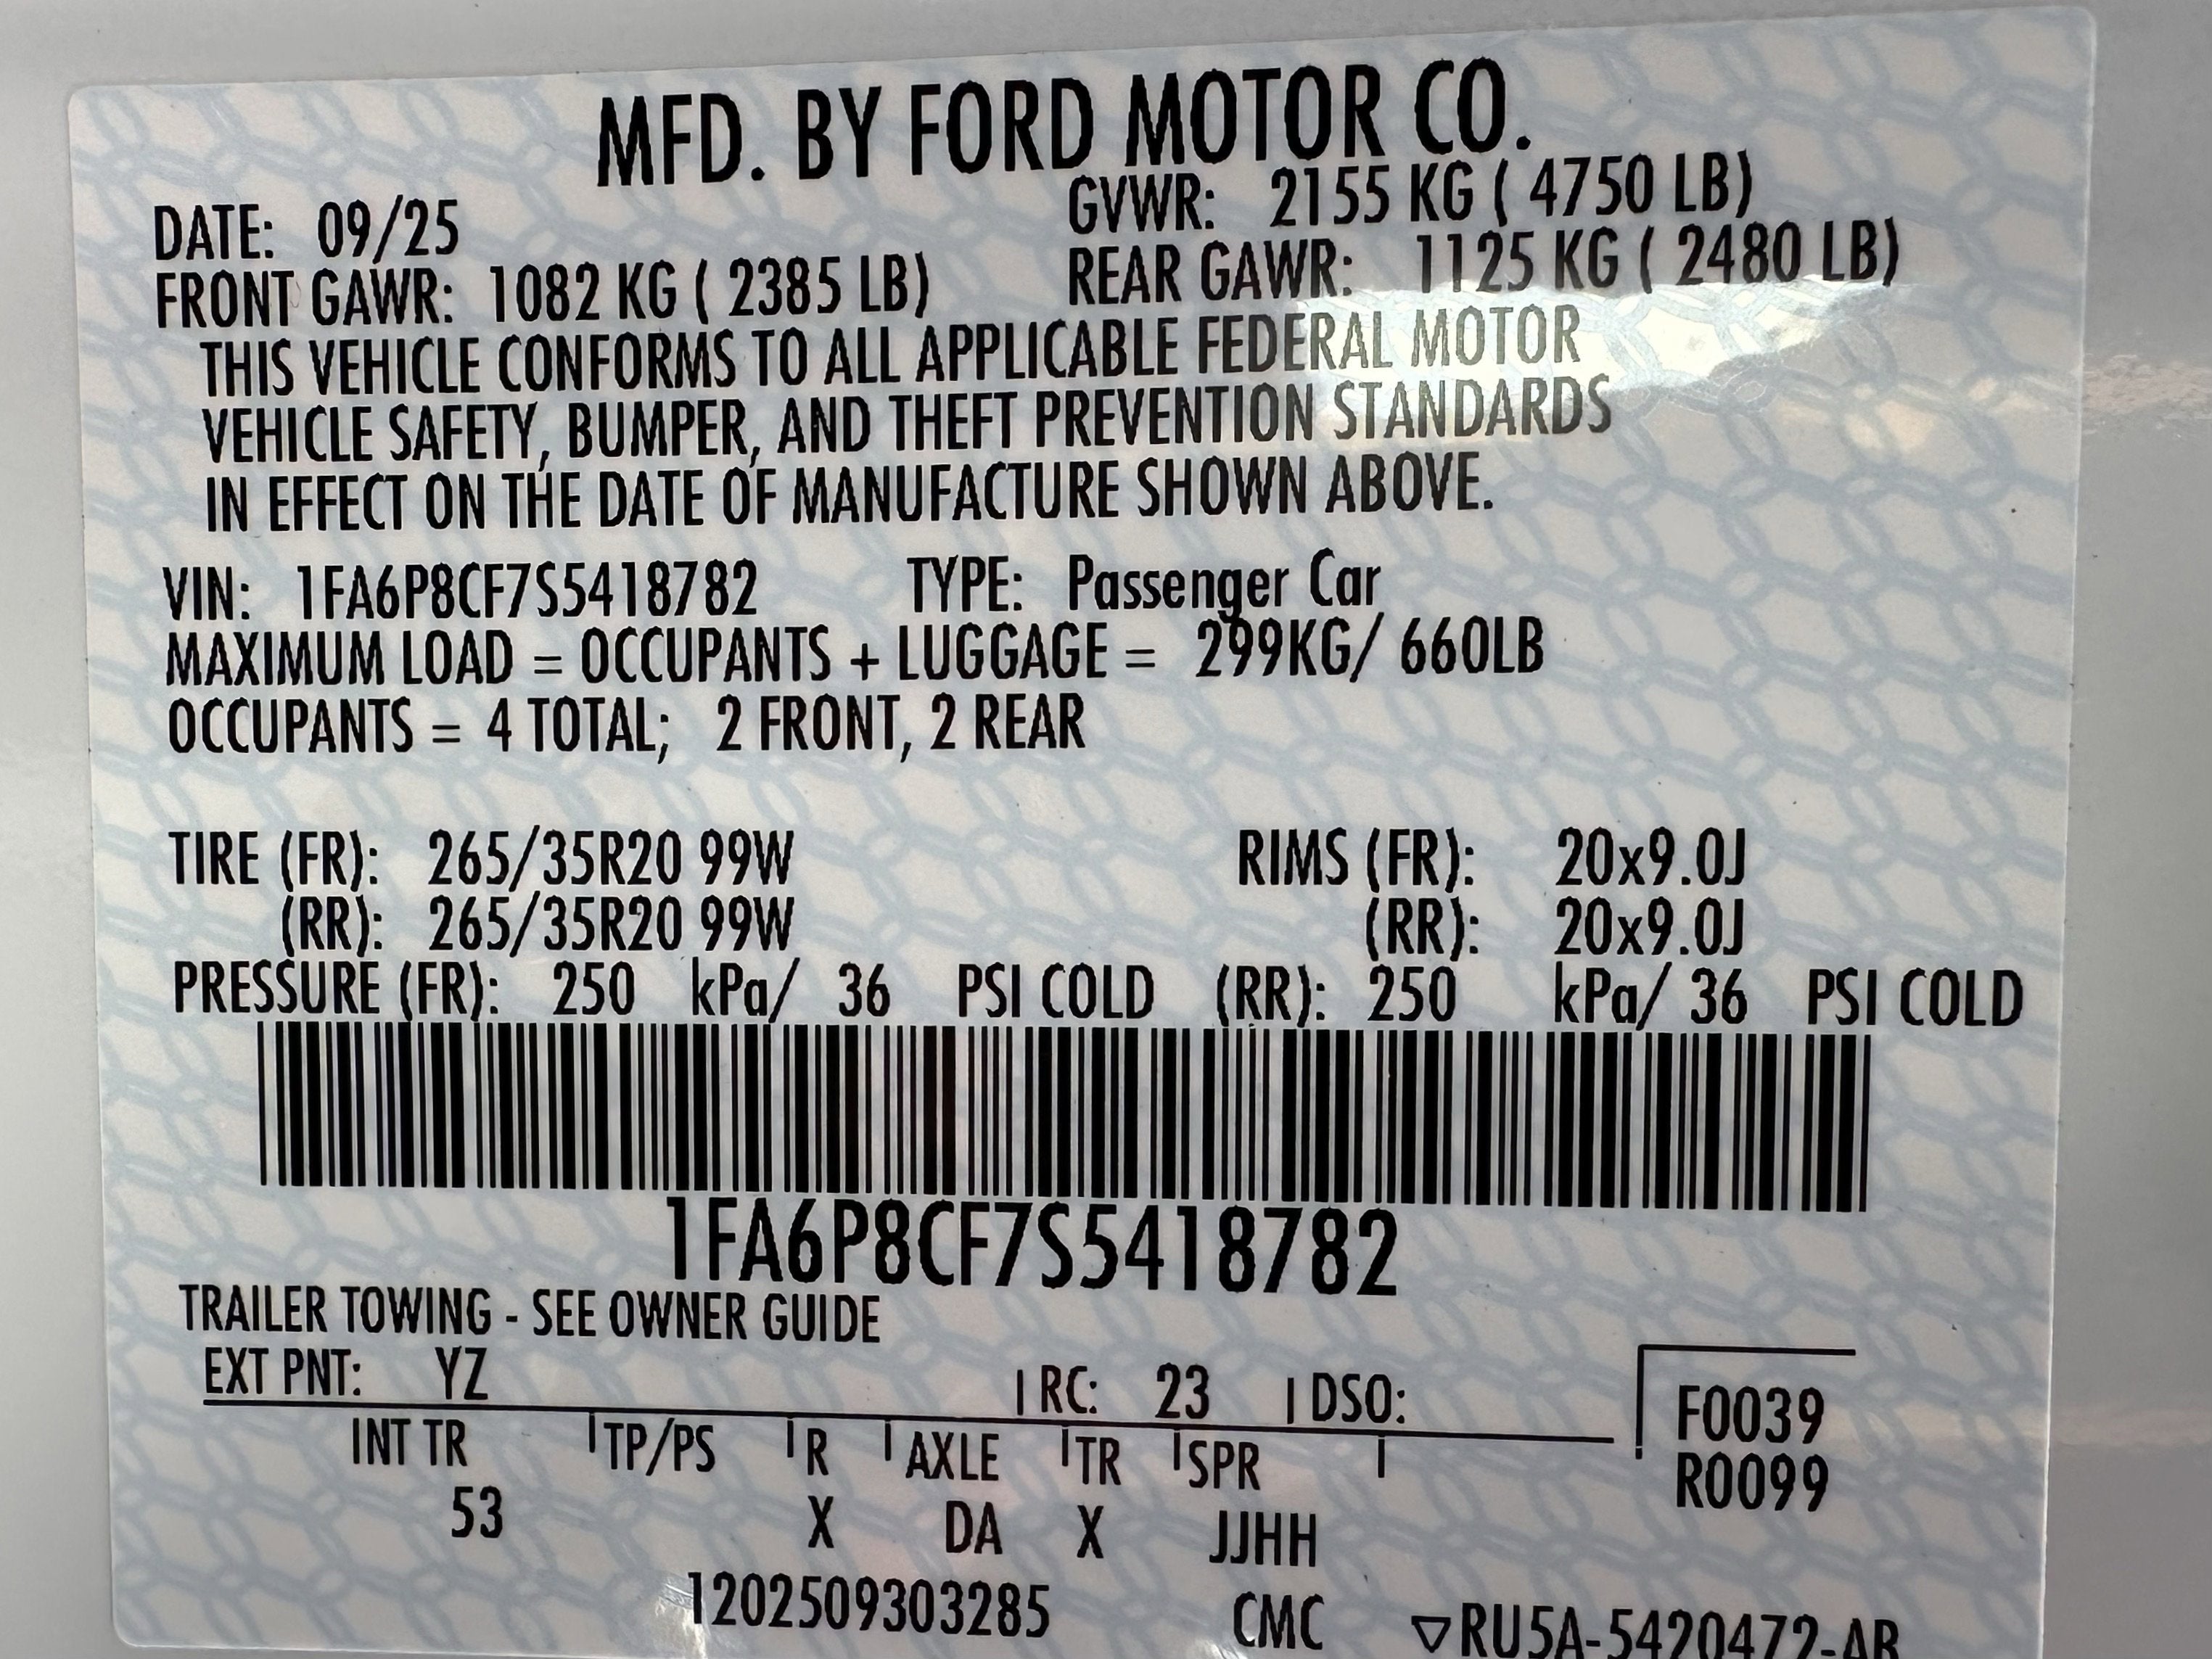 MFD. BY FORD MOTOR CO.
DATE: 09/25 GVWR: 2155 KG ( 4750 LB)
FRONT GAWR: 1082 KG ( 2385 LB) REAR GAWR: 1125 KG ( 2480 LB)
THIS VEHICLE CONFORMS TO ALL APPLICABLE FEDERAL MOTOR
VEHICLE SAFETY, BUMPER, AND THEFT PREVENTION STANDARDS
IN EFFECT ON THE DATE OF MANUFACTURE SHOWN ABOVE.
VIN: 1FA6P8CF7S5418782 TYPE: Passenger Car
MAXIMUM LOAD = OCCUPANTS + LUGGAGE = 299KG/ 660LB
OCCUPANTS = 4 TOTAL; 2 FRONT, 2 REAR
TIRE (FR): 265/35R20 99W RIMS (FR): 20x9.0J
(RR): 265/35R20 99W (RR): 20x9.0J
PRESSURE (FR): 250 kPa/ 36 PSI COLD (RR): 250 kPa/ 36 PSI COLD
1FA6P8CF7S5418782
TRAILER TOWING - SEE OWNER GUIDE
EXT PNT: YZ | RC: 23 | DSO: F0039
INT TR | TP/PS | R | AXLE | TR | SPR | R0099
53 X DA X JJHH
1202509303285 CMC ▽RU5A-5420472-AB